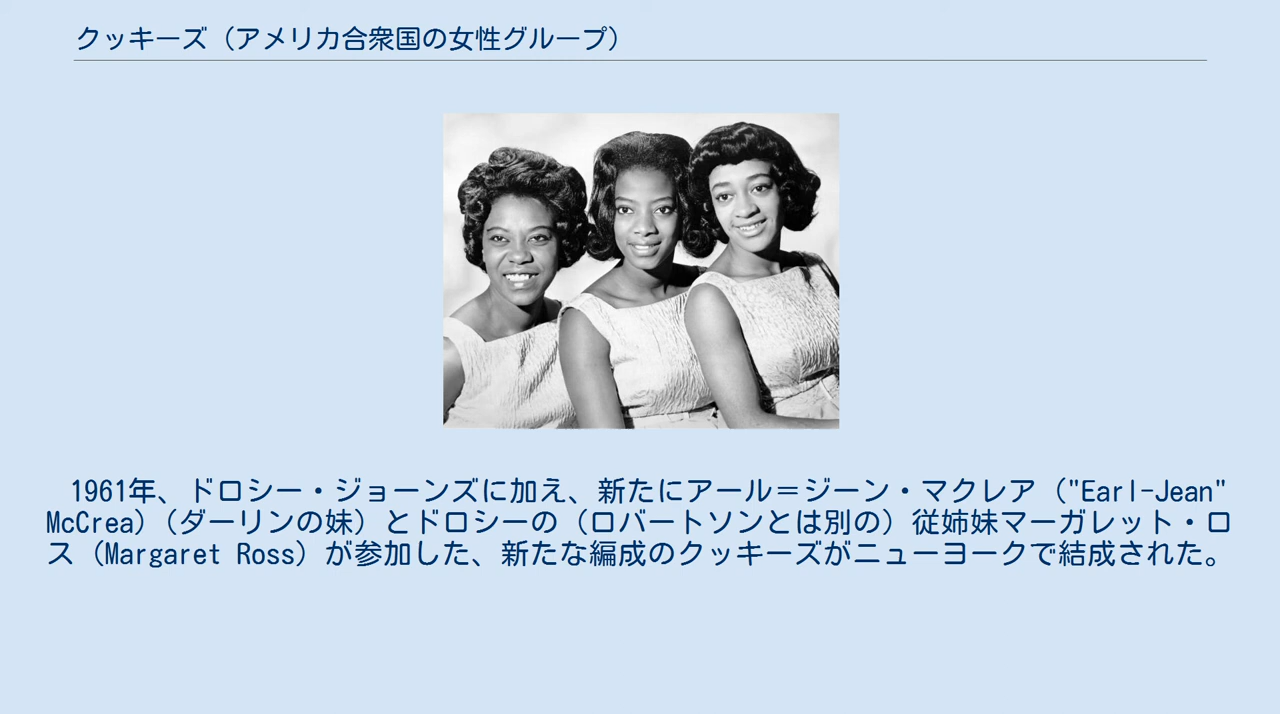 クッキーズ（アメリカ合衆国の女性グループ）
1961年、ドロシー・ジョーンズに加え、新たにアール＝ジーン・マクレア（"Earl-Jean"
McCrea）（ダーリンの妹）とドロシーの（ロバートソンとは別の）従姉妹マーガレット・ロ
ス（Margaret Ross）が参加した、新たな編成のクッキーズがニューヨークで結成された。